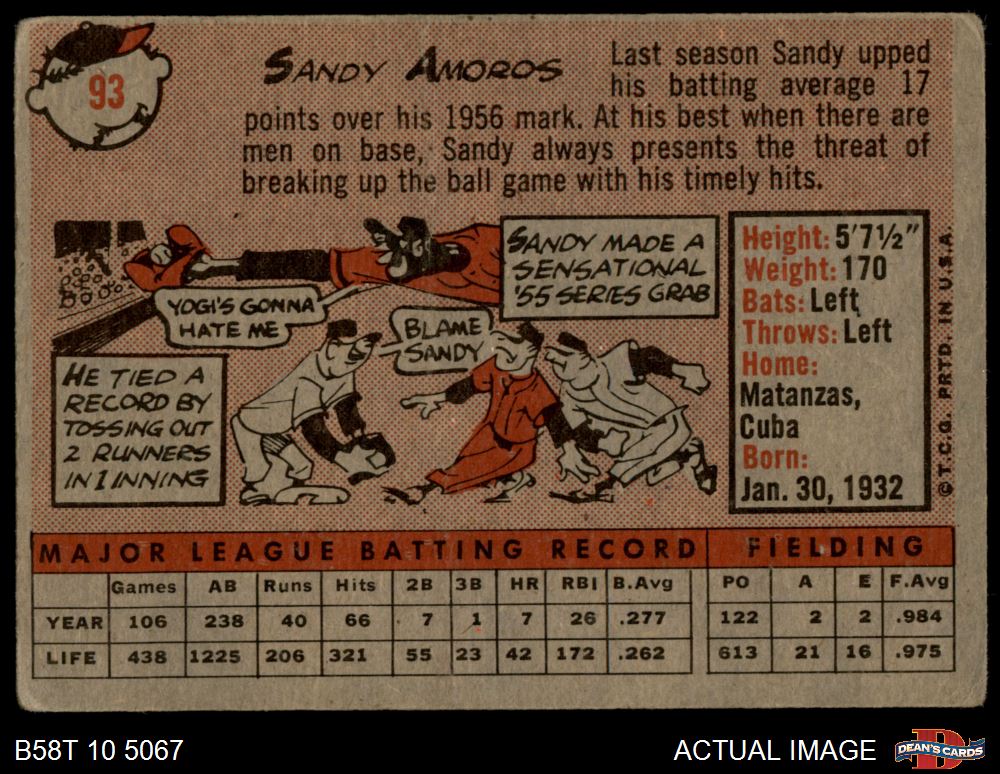 93
SANDY AMOROS
Last season Sandy upped
his batting average 17
points over his 1956 mark. At his best when there are
men on base, Sandy always presents the threat of
breaking up the ball game with his timely hits.
YOGI'S GONNA
HATE ME
SANDY MADE A
SENSATIONAL
'55 SERIES GRAB
BLAME
SANDY
HE TIED A
RECORD BY
TOSSING OUT
2 RUNNERS
IN 1 INNING
Height: 5'7½"
Weight: 170
Bats: Left
Throws: Left
Home:
Matanzas,
Cuba
Born:
Jan. 30, 1932
© T.C.G. PRTD. IN U.S.A.
MAJOR LEAGUE BATTING RECORD FIELDING
Games AB Runs Hits 2B 3B HR RBI B.Avg PO A E F.Avg
YEAR 106 238 40 66 7 1 7 26 .277 122 2 2 .984
LIFE 438 1225 206 321 55 23 42 172 .262 613 21 16 .975
B58T 10 5067
ACTUAL IMAGE
D
DEAN'S CARDS